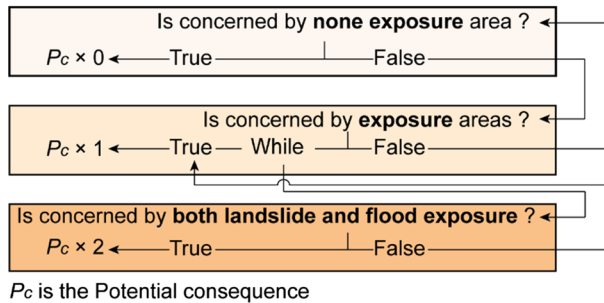 Is concerned by none exposure area ?
Pc × 0 True False
Is concerned by exposure areas ?
Pc × 1 True While False
Is concerned by both landslide and flood exposure ?
Pc × 2 True False
Pc is the Potential consequence